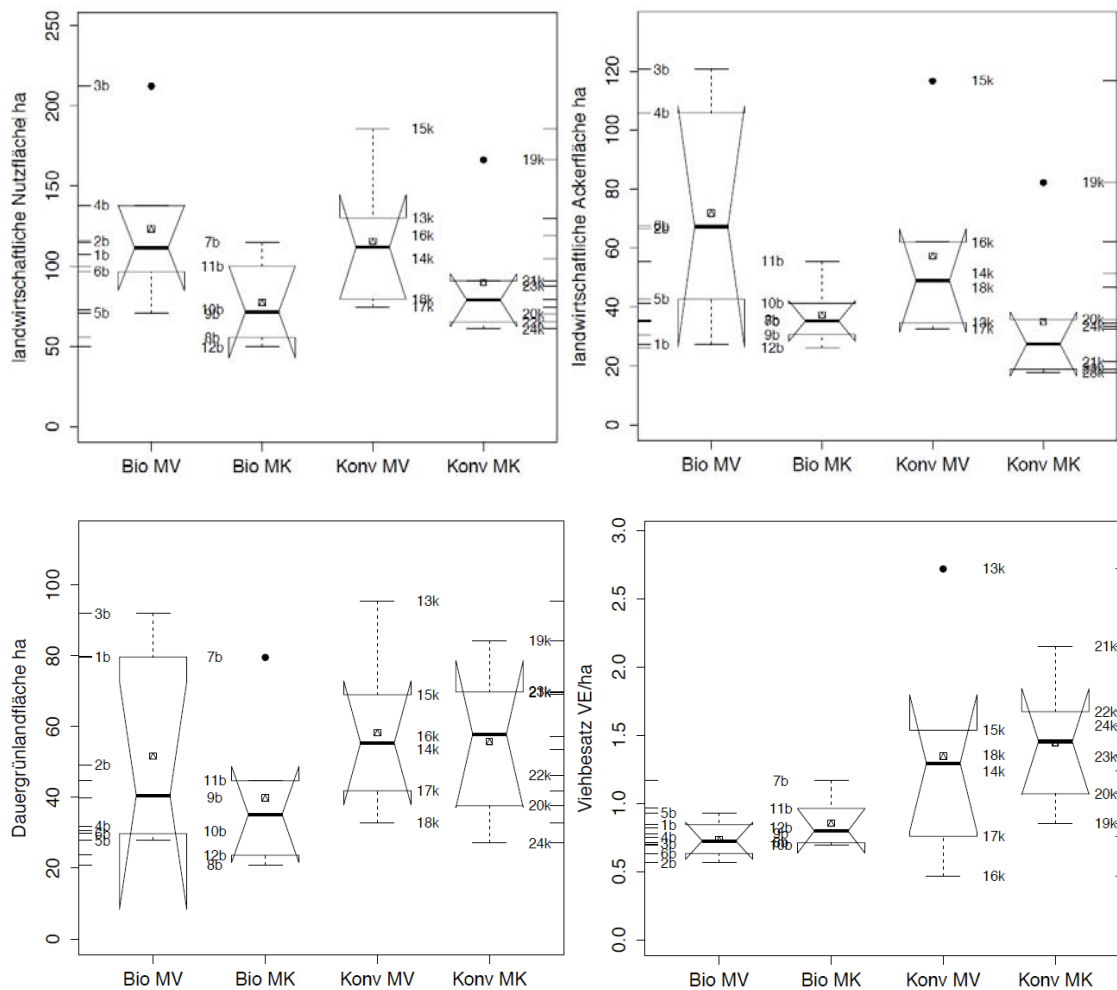 landwirtschaftliche Nutzfläche ha
250
200
150
100
50
0
3b
4b
2b
1b
6b
5b
7b
11b
10b
9b
8b
12b
15k
13k
16k
14k
18k
17k
19k
21k
23k
20k
24k
Bio MV
Bio MK
Konv MV
Konv MK
landwirtschaftliche Ackerfläche ha
120
100
80
60
40
20
0
3b
4b
5b
1b
11b
10b
9b
12b
15k
16k
14k
18k
17k
19k
20k
24k
21k
Bio MV
Bio MK
Konv MV
Konv MK
Dauergrünlandfläche ha
100
80
60
40
20
0
3b
1b
2b
4b
6b
5b
7b
11b
9b
10b
12b
8b
13k
15k
16k
14k
17k
18k
19k
22k
20k
24k
Bio MV
Bio MK
Konv MV
Konv MK
Viehbesatz VE/ha
3.0
2.5
2.0
1.5
1.0
0.5
0.0
5b
1b
4b
3b
6b
2b
7b
11b
12b
13k
15k
18k
14k
17k
16k
21k
22k
24k
23k
20k
19k
Bio MV
Bio MK
Konv MV
Konv MK